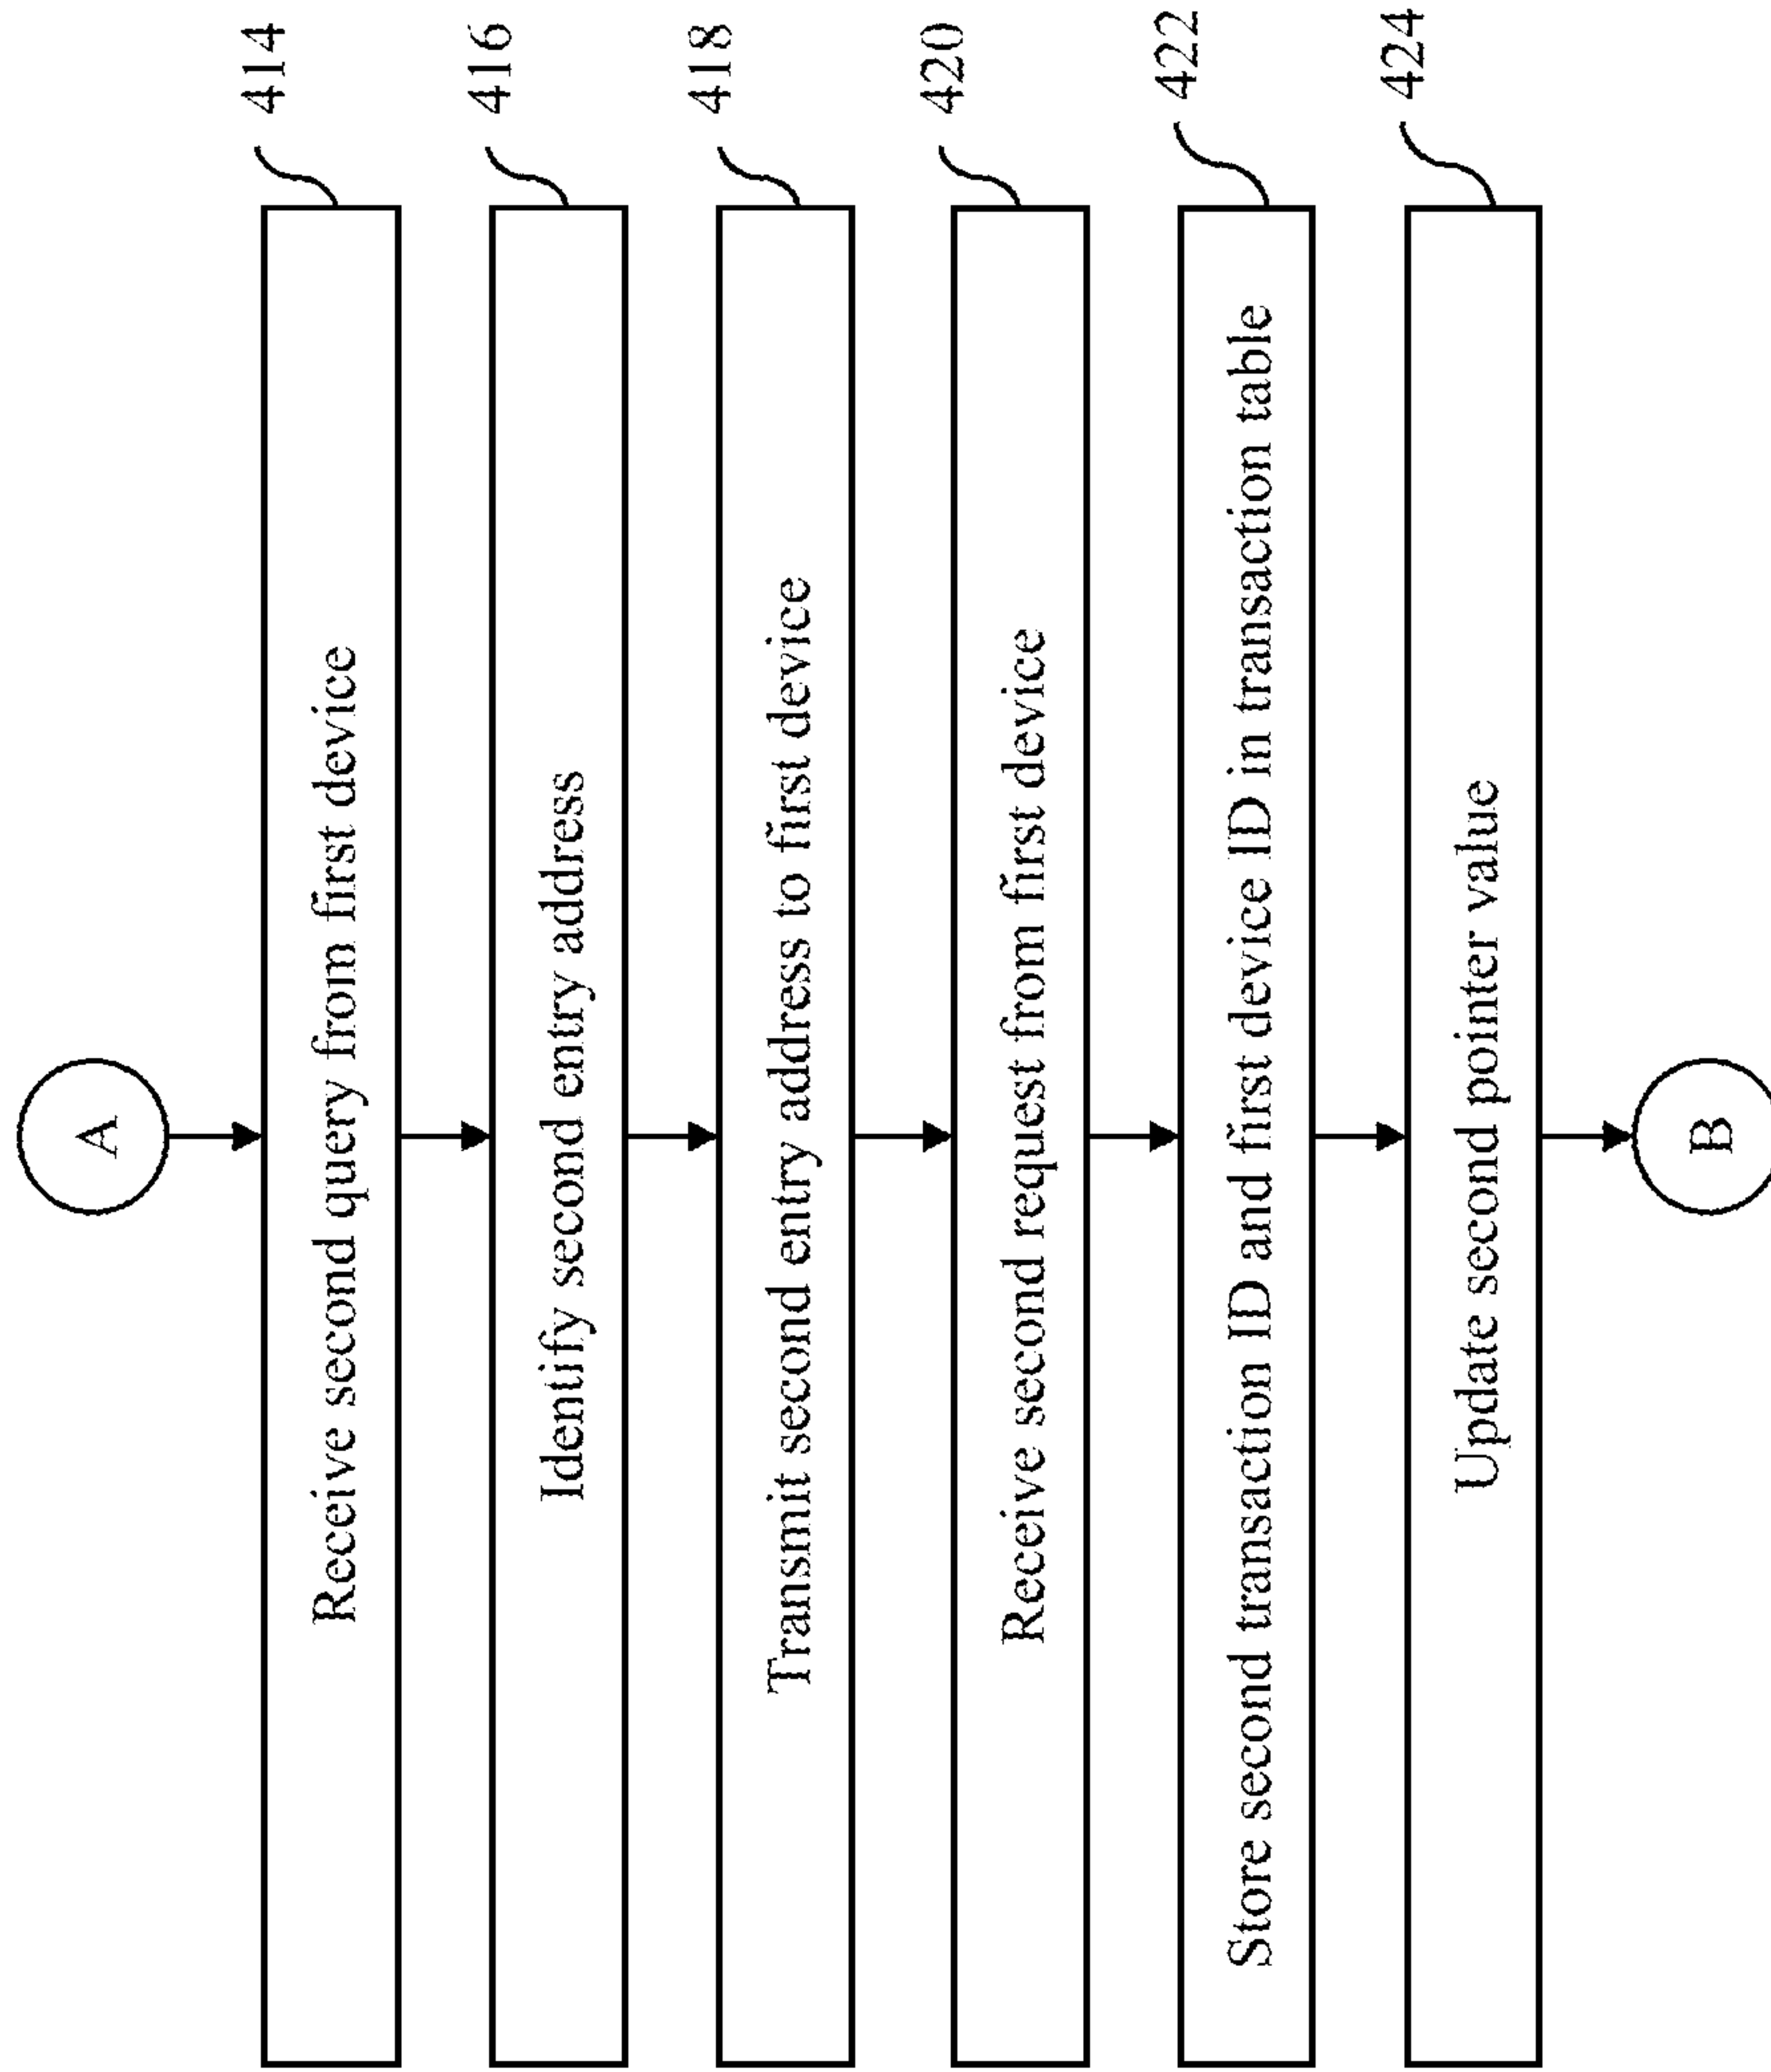 A
Receive second query from first device
414
Identify second entry address
416
Transmit second entry address to first device
418
Receive second request from first device
420
Store second transaction ID and first device ID in transaction table
422
Update second pointer value
424
B